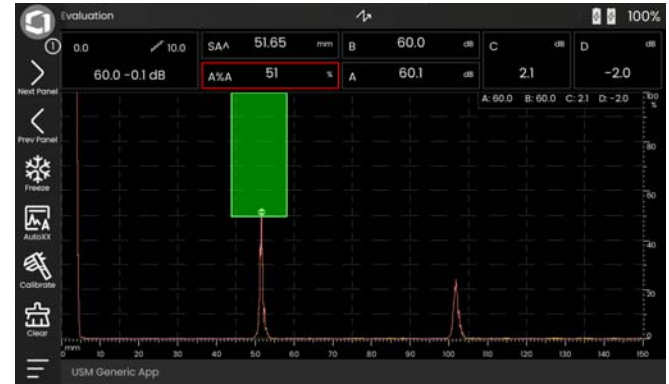 Evaluation
100%
1
0.0 10.0
60.0 -0.1 dB
SA^ 51.65 mm
A%A 51 %
B 60.0 dB
A 60.1 dB
C dB
2.1
D dB
-2.0
A: 60.0 B: 60.0 C: 2.1 D: -2.0
Next Panel
Prev Panel
Freeze
AutoXX
Calibrate
Clear
100
%
80
60
40
20
mm
0 10 20 30 40 50 60 70 80 90 100 110 120 130 140 150
USM Generic App